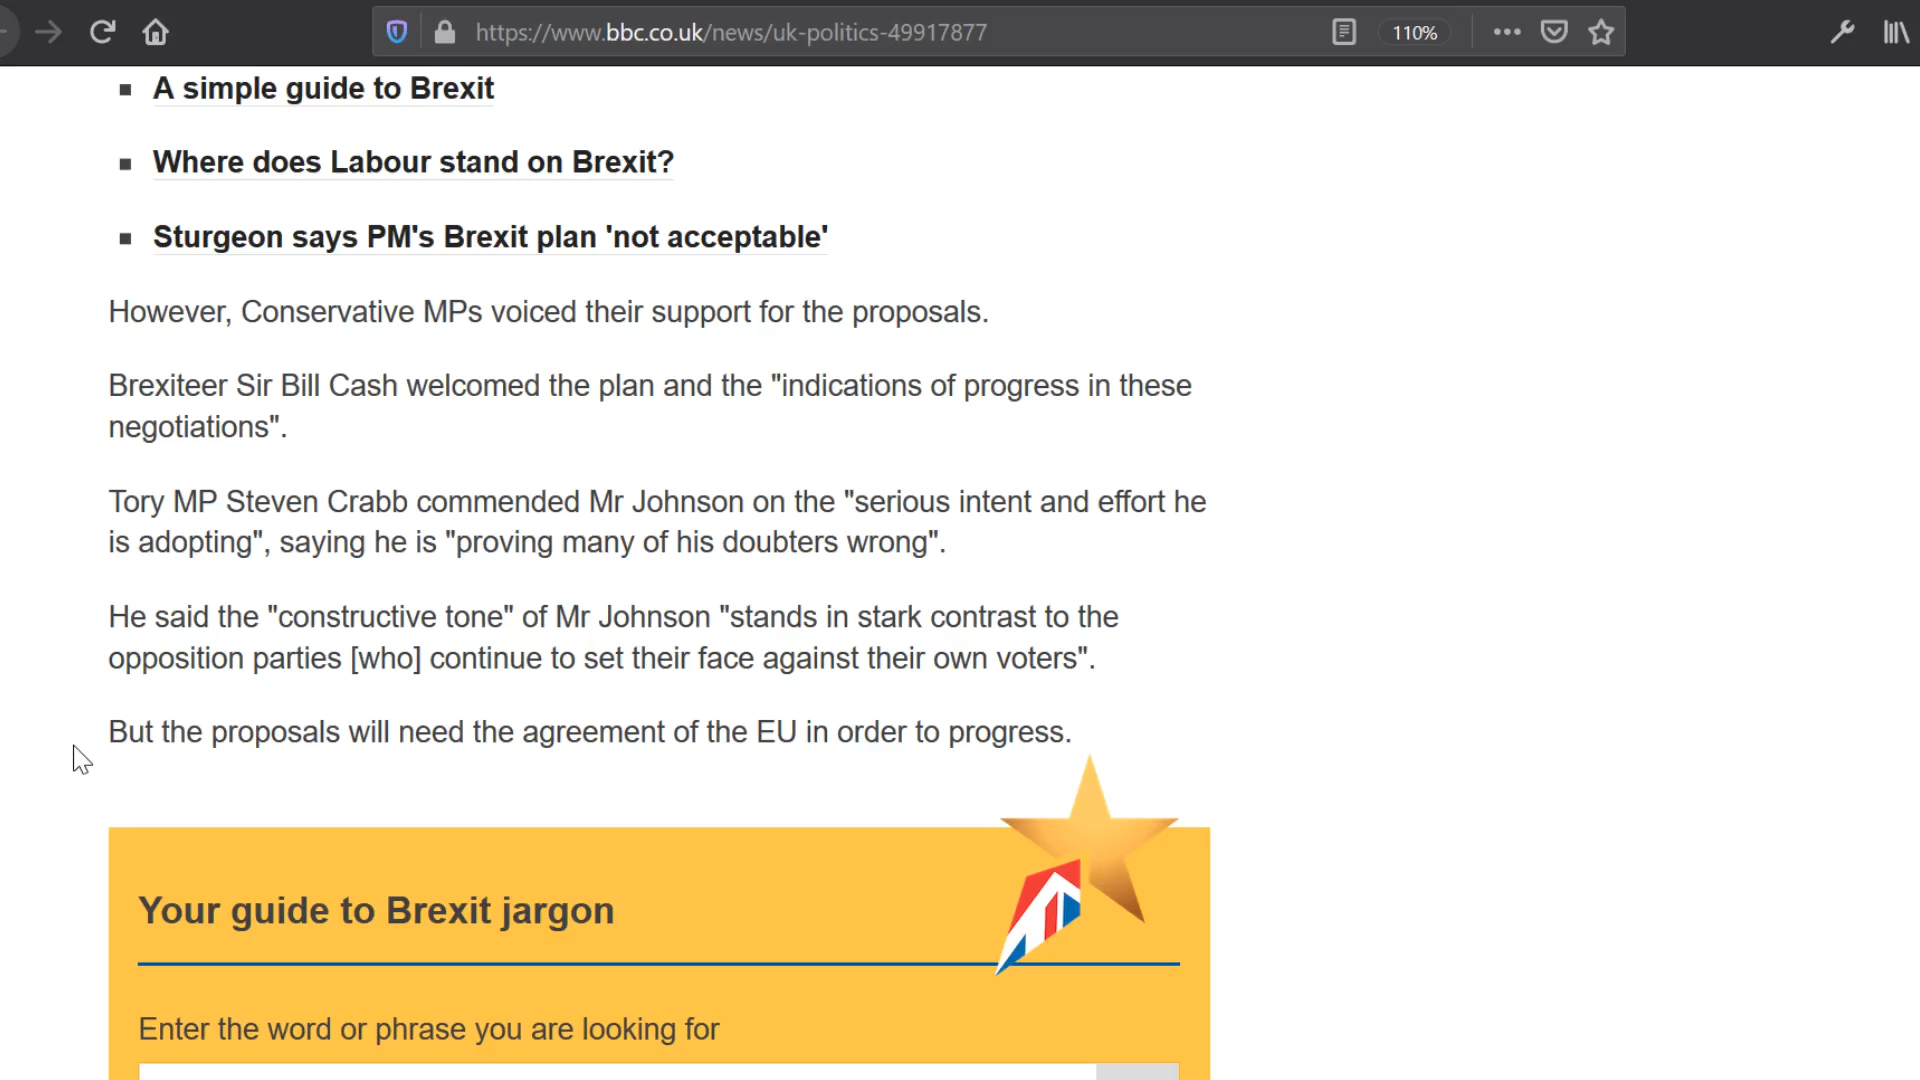 https://www.bbc.co.uk/news/uk-politics-49917877
110%
A simple guide to Brexit
Where does Labour stand on Brexit?
Sturgeon says PM's Brexit plan 'not acceptable'
However, Conservative MPs voiced their support for the proposals.
Brexiteer Sir Bill Cash welcomed the plan and the "indications of progress in these
negotiations".
Tory MP Steven Crabb commended Mr Johnson on the "serious intent and effort he
is adopting", saying he is "proving many of his doubters wrong".
He said the "constructive tone" of Mr Johnson "stands in stark contrast to the
opposition parties [who] continue to set their face against their own voters".
But the proposals will need the agreement of the EU in order to progress.
Your guide to Brexit jargon
Enter the word or phrase you are looking for